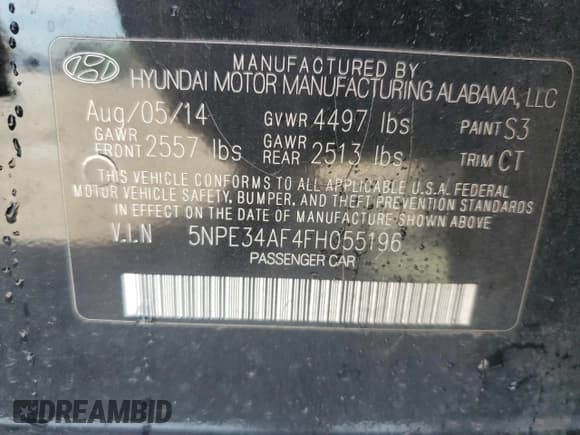 MANUFACTURED BY
HYUNDAI MOTOR MANUFACTURING ALABAMA, LLC
Aug/05/14 GVWR 4497 lbs PAINT S3
GAWR FRONT 2557 lbs GAWR REAR 2513 lbs TRIM CT
THIS VEHICLE CONFORMS TO ALL APPLICABLE U.S.A. FEDERAL
MOTOR VEHICLE SAFETY, BUMPER, AND THEFT PREVENTION STANDARDS IN
EFFECT ON THE DATE OF MANUFACTURE SHOWN ABOVE
V.I.N 5NPE34AF4FH055196
PASSENGER CAR
DREAMBID